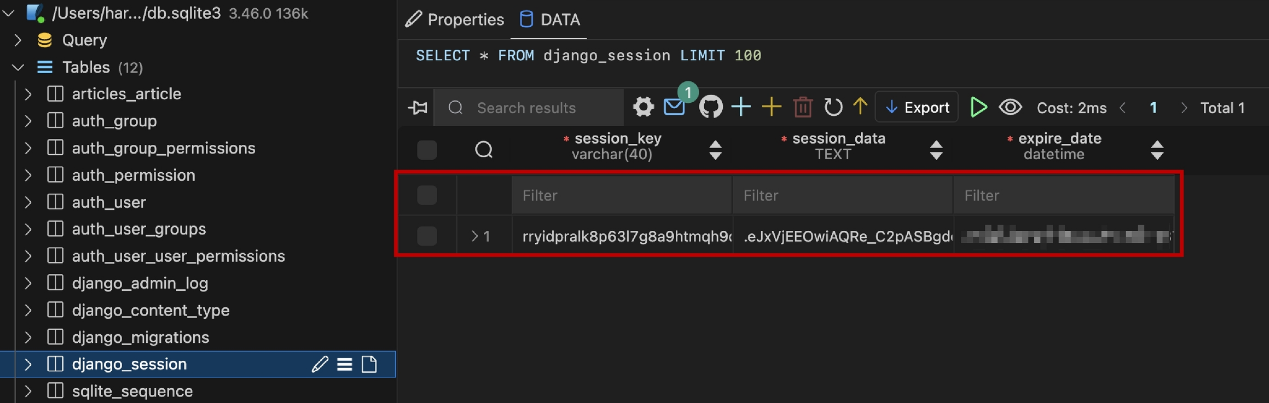 /Users/har.../db.sqlite3 3.46.0 136k
Query
Tables (12)
articles_article
auth_group
auth_group_permissions
auth_permission
auth_user
auth_user_groups
auth_user_user_permissions
django_admin_log
django_content_type
django_migrations
django_session
sqlite_sequence
Properties DATA
SELECT * FROM django_session LIMIT 100
Search results 1 Export Cost: 2ms < 1 > Total 1
* session_key * session_data * expire_date
varchar(40) TEXT datetime
Filter Filter Filter
> 1 rryidpralk8p63l7g8a9htmqh9 .eJxVjEEOwiAQRe_C2pASBgd